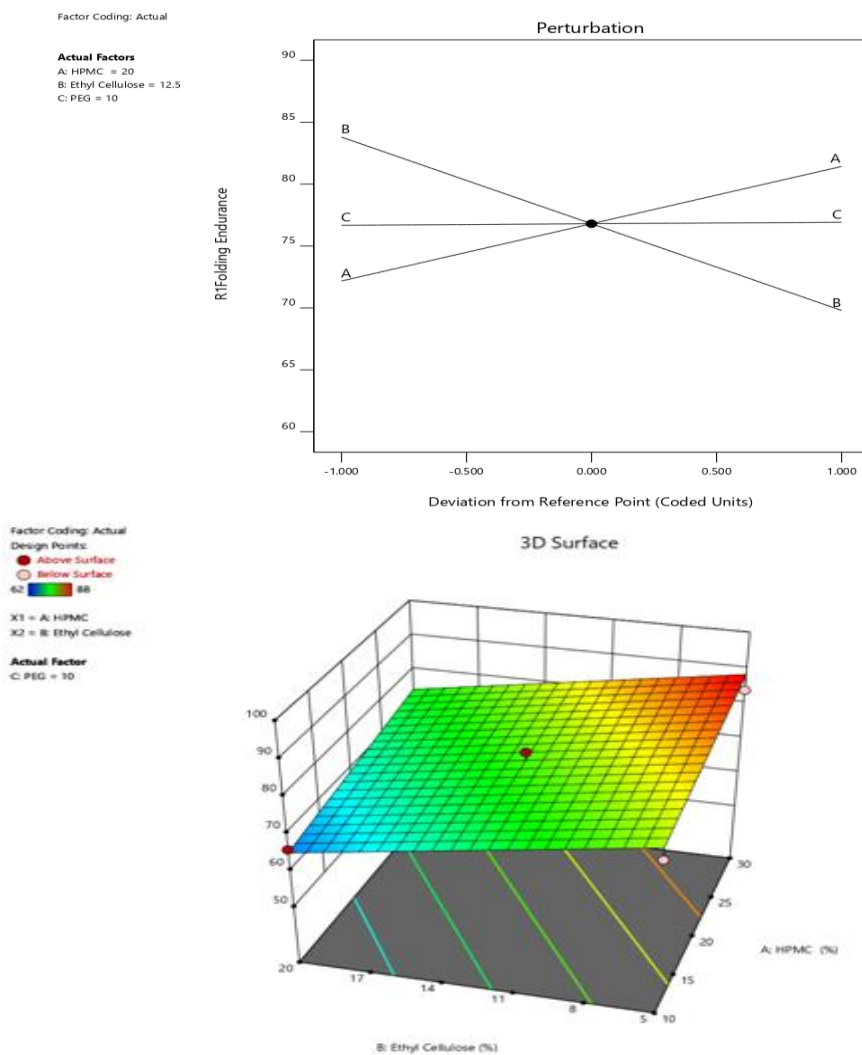 Factor Coding: Actual
Actual Factors
A: HPMC = 20
B: Ethyl Cellulose = 12.5
C: PEG = 10
Perturbation
90
85
80
75
70
65
60
R1Folding Endurance
B
C
A
A
C
B
-1.000 -0.500 0.000 0.500 1.000
Deviation from Reference Point (Coded Units)
Factor Coding: Actual
Design Points:
Above Surface
Below Surface
62 88
X1 = A: HPMC
X2 = B: Ethyl Cellulose
Actual Factor
C: PEG = 10
3D Surface
100
90
80
70
60
50
20 17 14 11 8 5
10 15 20 25 30
A: HPMC (%)
B: Ethyl Cellulose (%)